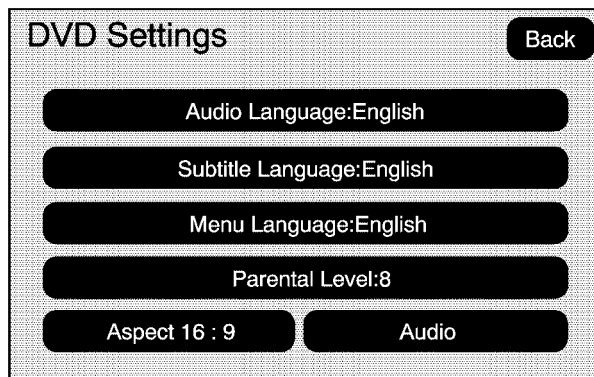 DVD Settings
Back
Audio Language:English
Subtitle Language:English
Menu Language:English
Parental Level:8
Aspect 16 : 9
Audio